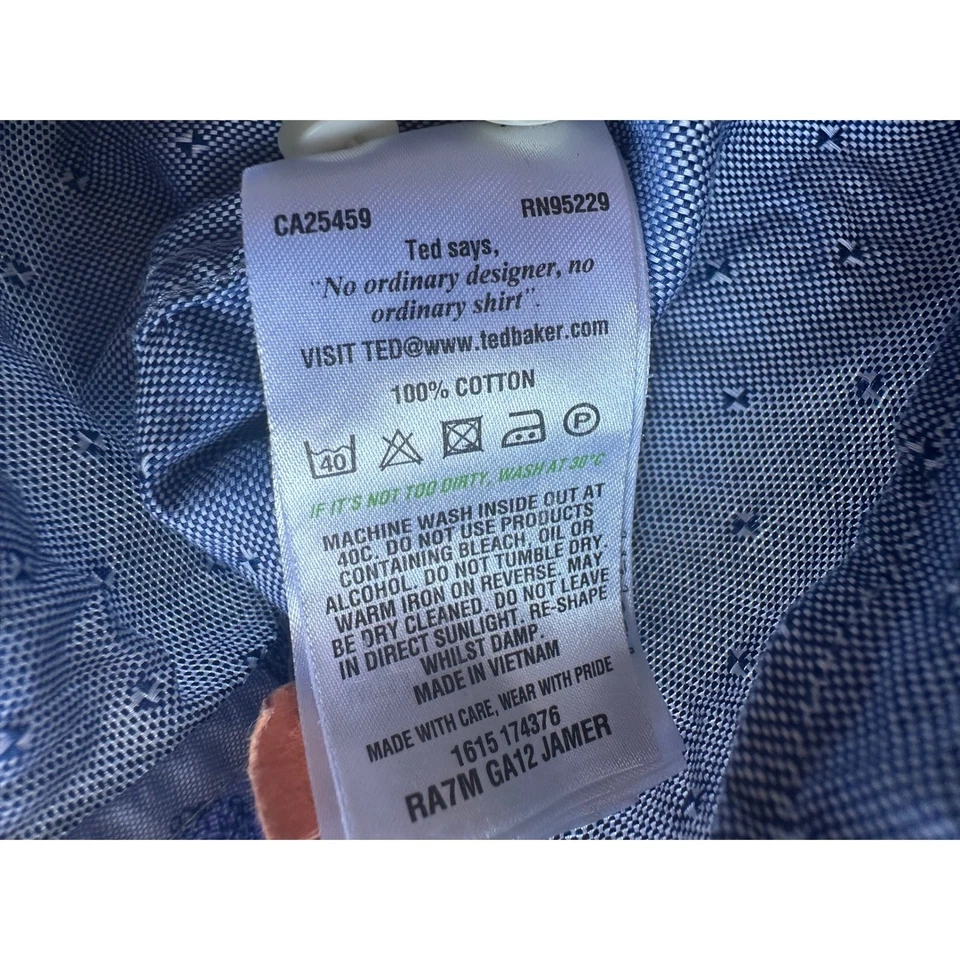 CA25459 RN95229
Ted says,
"No ordinary designer, no
ordinary shirt".
VISIT TED@www.tedbaker.com
100% COTTON
40 P
IF IT'S NOT TOO DIRTY, WASH AT 30°C
MACHINE WASH INSIDE OUT AT
40C. DO NOT USE PRODUCTS
CONTAINING BLEACH, OIL OR
ALCOHOL. DO NOT TUMBLE DRY.
WARM IRON ON REVERSE. MAY
BE DRY CLEANED. DO NOT LEAVE
IN DIRECT SUNLIGHT. RE-SHAPE
WHILST DAMP.
MADE IN VIETNAM
MADE WITH CARE, WEAR WITH PRIDE
1615 174376
RA7M GA12 JAMER